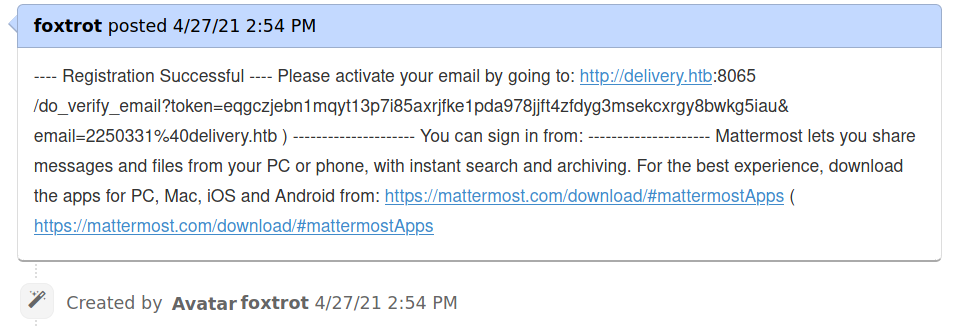 foxtrot posted 4/27/21 2:54 PM
---- Registration Successful ---- Please activate your email by going to: http://delivery.htb:8065
/do_verify_email?token=eqgczjebn1mqyt13p7i85axrjfke1pda978jjft4zfdyg3msekcxrgy8bwkg5iau&
email=2250331%40delivery.htb ) --------------------- You can sign in from: --------------------- Mattermost lets you share
messages and files from your PC or phone, with instant search and archiving. For the best experience, download
the apps for PC, Mac, iOS and Android from: https://mattermost.com/download/#mattermostApps (
https://mattermost.com/download/#mattermostApps
Created by Avatar foxtrot 4/27/21 2:54 PM